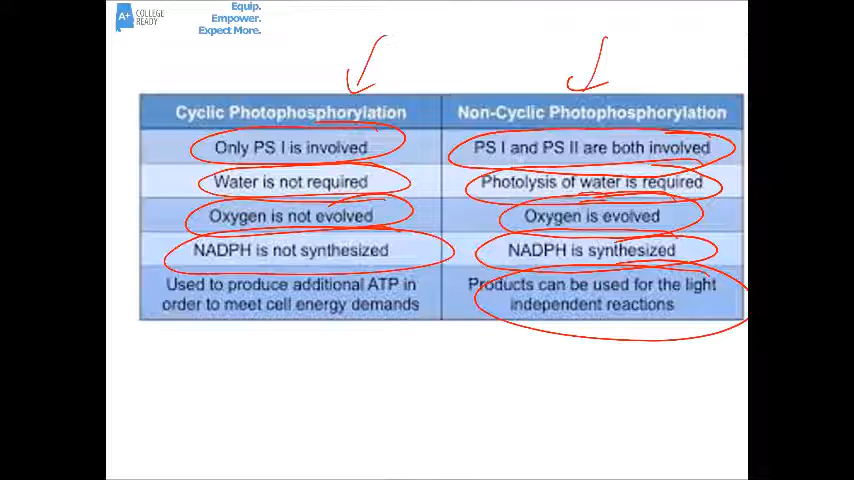 A+ COLLEGE
READY
Equip.
Empower.
Expect More.
Cyclic Photophosphorylation
Non-Cyclic Photophosphorylation
Only PS I is involved
PS I and PS II are both involved
Water is not required
Photolysis of water is required
Oxygen is not evolved
Oxygen is evolved
NADPH is not synthesized
NADPH is synthesized
Used to produce additional ATP in
order to meet cell energy demands
Products can be used for the light
independent reactions